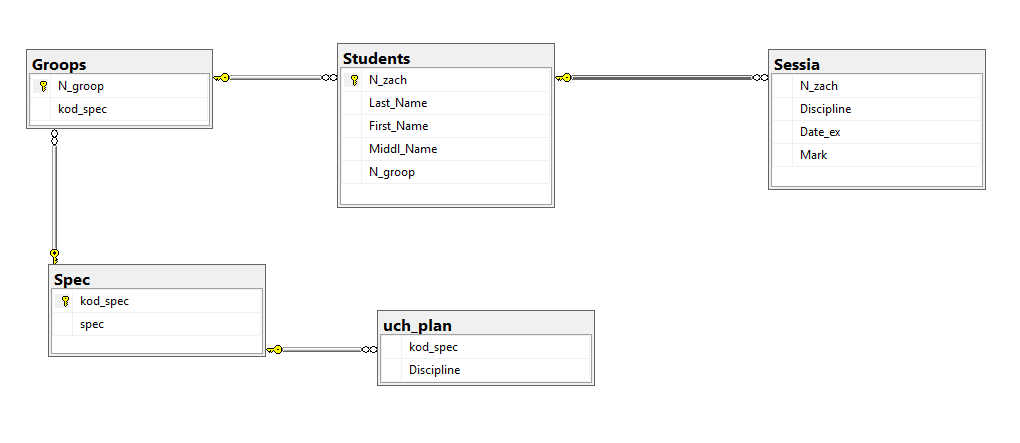 Groops
N_groop
kod_spec
Students
N_zach
Last_Name
First_Name
Middl_Name
N_groop
Sessia
N_zach
Discipline
Date_ex
Mark
Spec
kod_spec
spec
uch_plan
kod_spec
Discipline